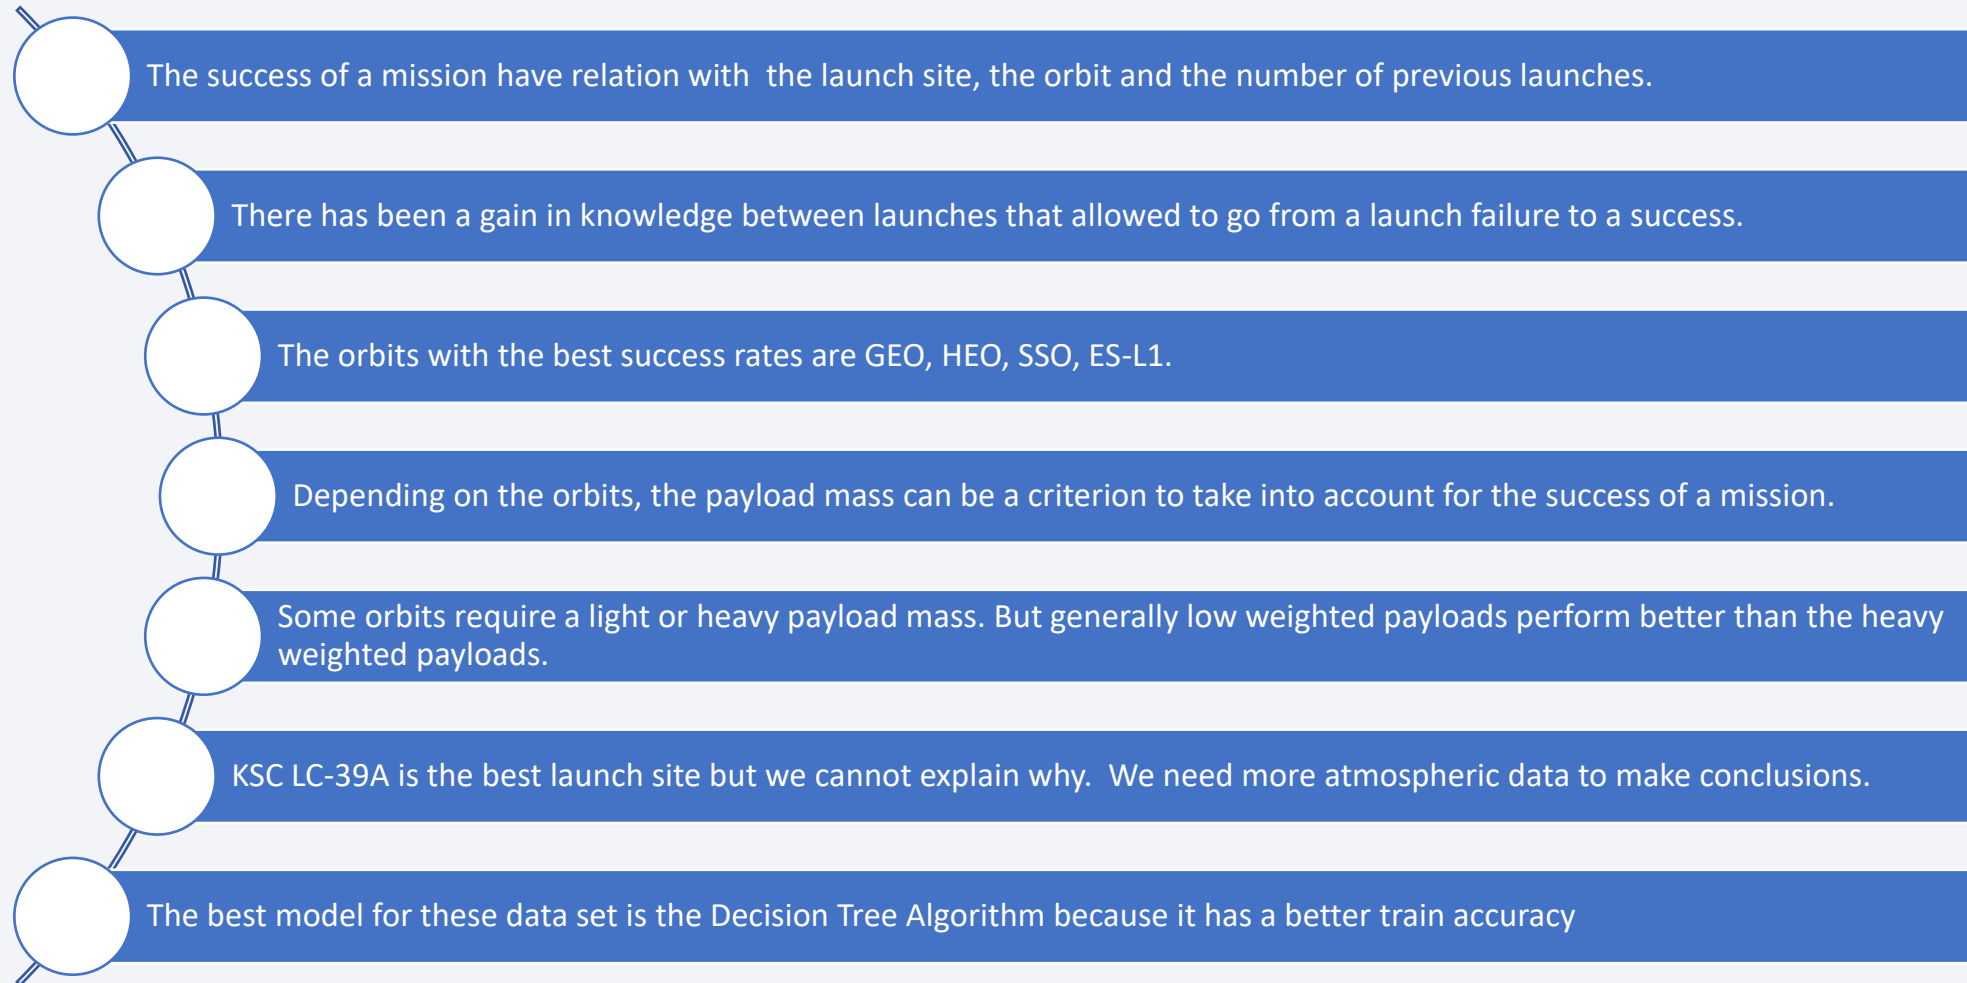 The success of a mission have relation with  the launch site, the orbit and the number of previous launches.
There has been a gain in knowledge between launches that allowed to go from a launch failure to a success.
The orbits with the best success rates are GEO, HEO, SSO, ES-L1.
Depending on the orbits, the payload mass can be a criterion to take into account for the success of a mission.
Some orbits require a light or heavy payload mass. But generally low weighted payloads perform better than the heavy
weighted payloads.
KSC LC-39A is the best launch site but we cannot explain why.  We need more atmospheric data to make conclusions.
The best model for these data set is the Decision Tree Algorithm because it has a better train accuracy